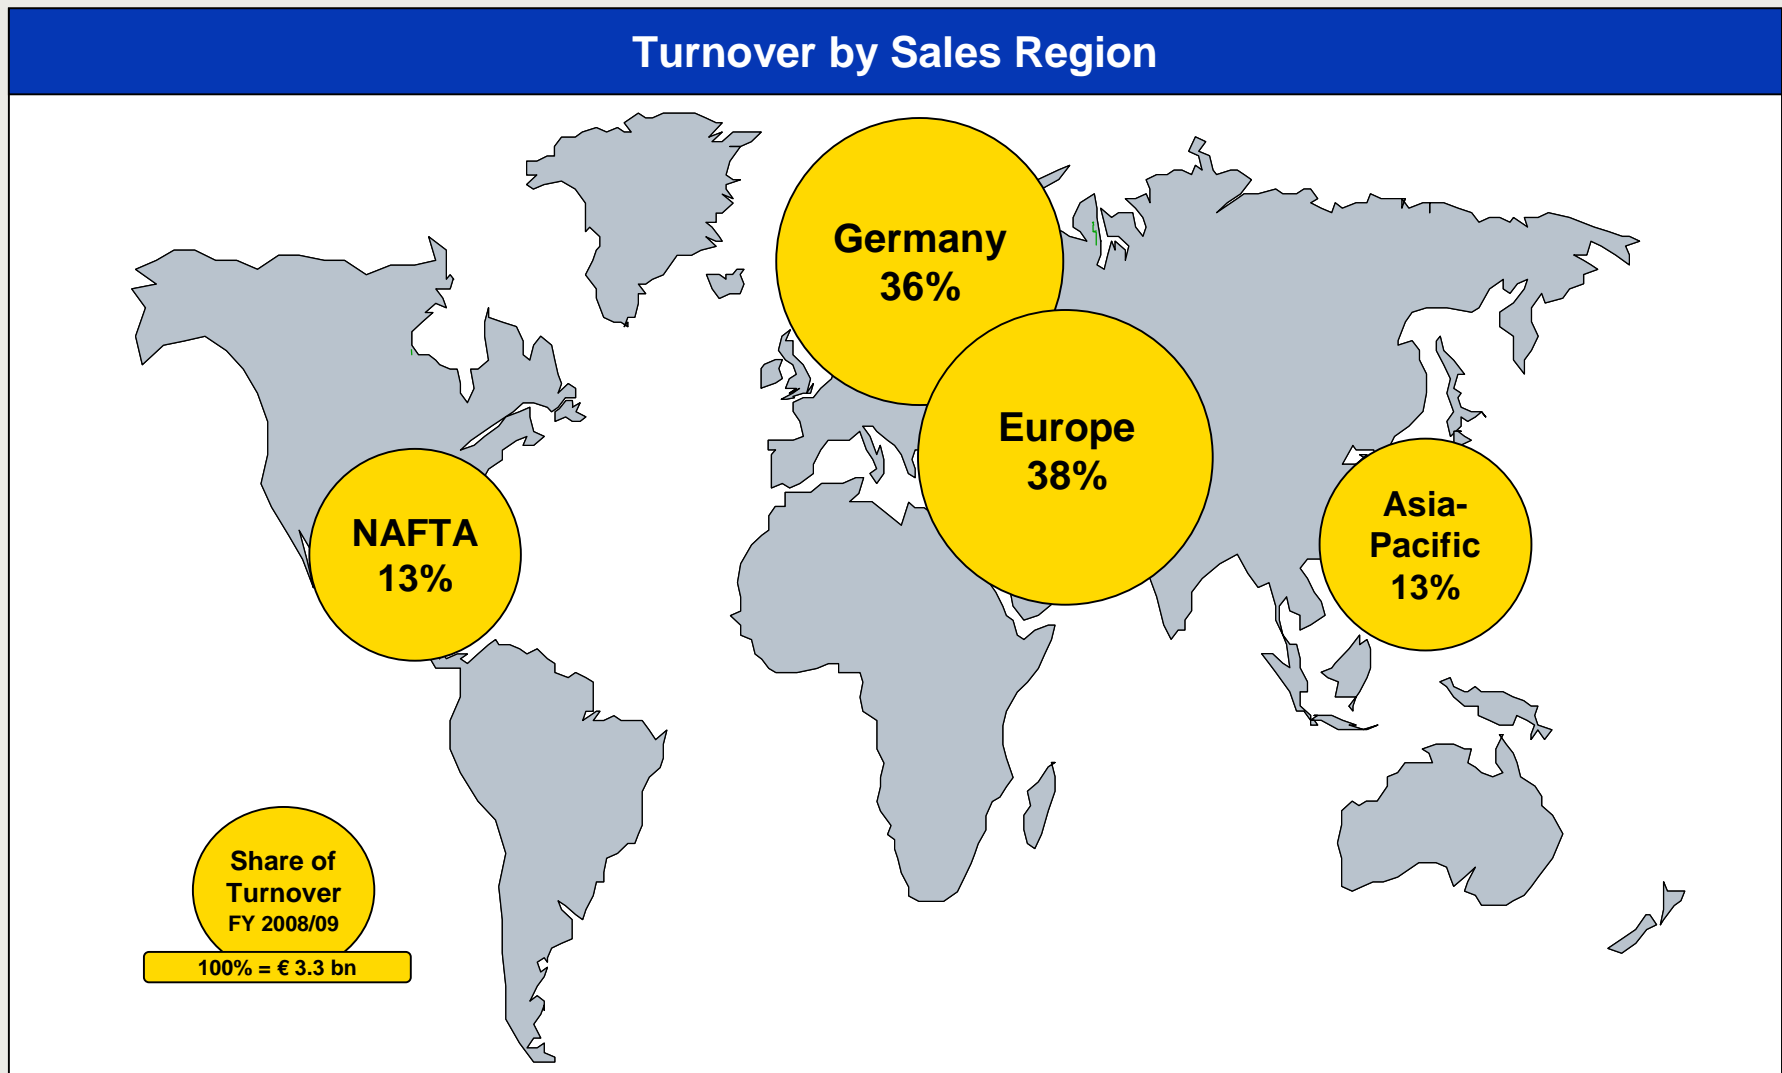 Turnover by Sales Region
Germany
36%
Europe
38%
NAFTA
13%
Asia-
Pacific
13%
Share of
Turnover
FY 2008/09
100% = € 3.3 bn